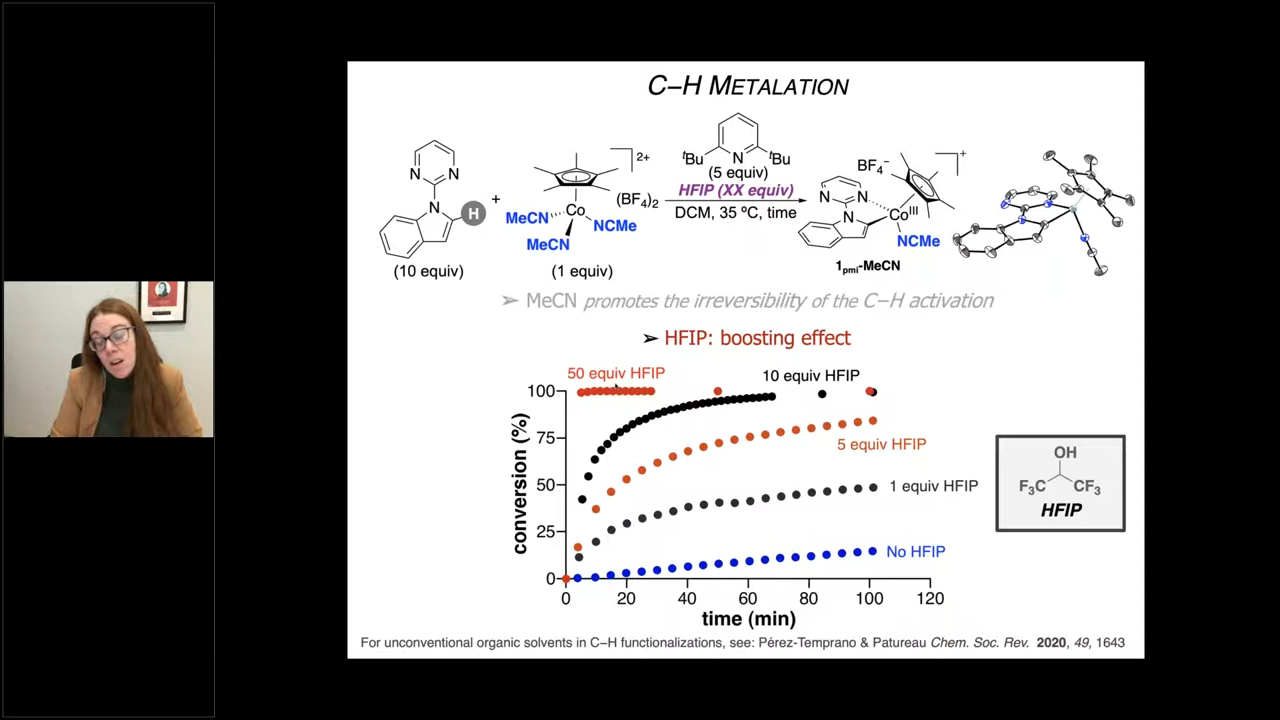 C−H METALATION
N N
N
H
(10 equiv)
+
2+
Co
MeCN
MeCN
NCMe
(BF4)2
(1 equiv)
tBu N tBu
(5 equiv)
HFIP (XX equiv)
DCM, 35 ºC, time
BF4−
+
N N
N
CoIII
NCMe
1pmi-MeCN
➢ MeCN promotes the irreversibility of the C−H activation
➢ HFIP: boosting effect
50 equiv HFIP
10 equiv HFIP
5 equiv HFIP
1 equiv HFIP
No HFIP
conversion (%)
100
75
50
25
0
0 20 40 60 80 100 120
time (min)
OH
F3C CF3
HFIP
For unconventional organic solvents in C−H functionalizations, see: Pérez-Temprano & Patureau Chem. Soc. Rev. 2020, 49, 1643